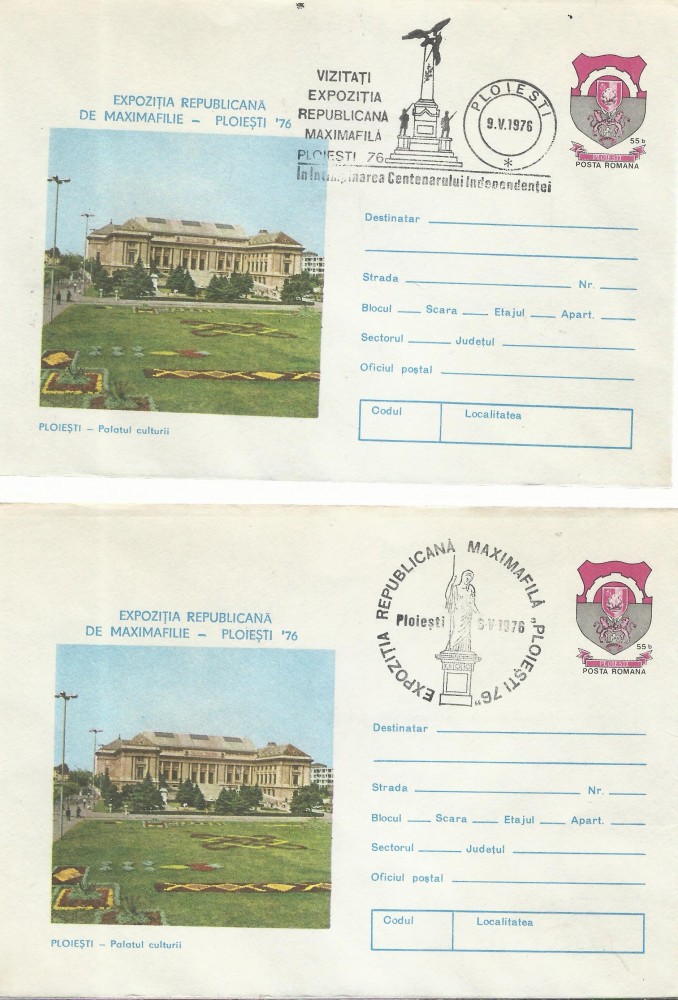 EXPOZIȚIA REPUBLICANĂ
DE MAXIMAFILIE — PLOIEȘTI '76
VIZITAȚI
EXPOZIȚIA
REPUBLICANA
MAXIMAFILĂ
PLOIEȘTI 76
În întîmpinarea Centenarului Independenței
PLOIEȘTI
9.V.1976
55 b
PLOIEȘTI
POSTA ROMANA
Destinatar
Strada Nr.
Blocul Scara Etajul Apart.
Sectorul Județul
Oficiul poștal
Codul Localitatea
PLOIEȘTI — Palatul culturii
EXPOZIȚIA REPUBLICANĂ
DE MAXIMAFILIE — PLOIEȘTI '76
EXPOZIȚIA REPUBLICANĂ MAXIMAFILĂ „PLOIEȘTI 76"
Ploiești 9-V-1976
55 b
PLOIEȘTI
POSTA ROMANA
Destinatar
Strada Nr.
Blocul Scara Etajul Apart.
Sectorul Județul
Oficiul poștal
Codul Localitatea
PLOIEȘTI — Palatul culturii